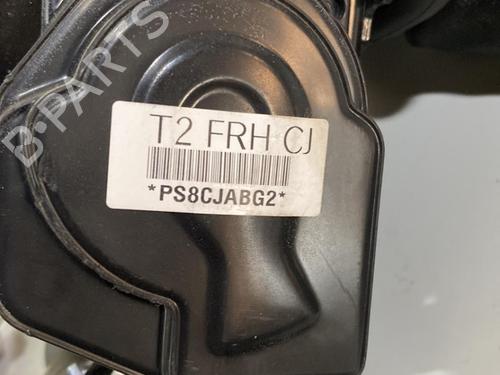 B-PARTS
T2 FRH CJ
*PS8CJABG2*